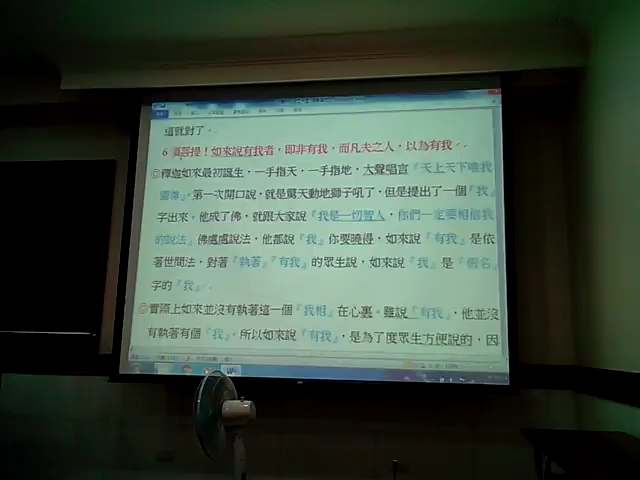 這就對了。
6 須菩提！如來說有我者，即非有我，而凡夫之人，以為有我。
◎釋迦如來最初誕生，一手指天，一手指地，大聲唱言『天上天下唯我
獨尊』。第一次開口說，就是驚天動地獅子吼了，但是提出了一個『我』
字出來。他成了佛，就跟大家說『我是一切智人，你們一定要相信我
的說法』佛處處說法，他都說『我』你要曉得，如來說『有我』是依
著世間法，對著『執著』『有我』的眾生說，如來說『我』是『假名』
字的『我』。
◎實際上如來並沒有執著這一個『我相』在心裏。雖說『有我』，他並沒
有執著有個『我』。所以如來說『有我』，是為了度眾生方便說的，因